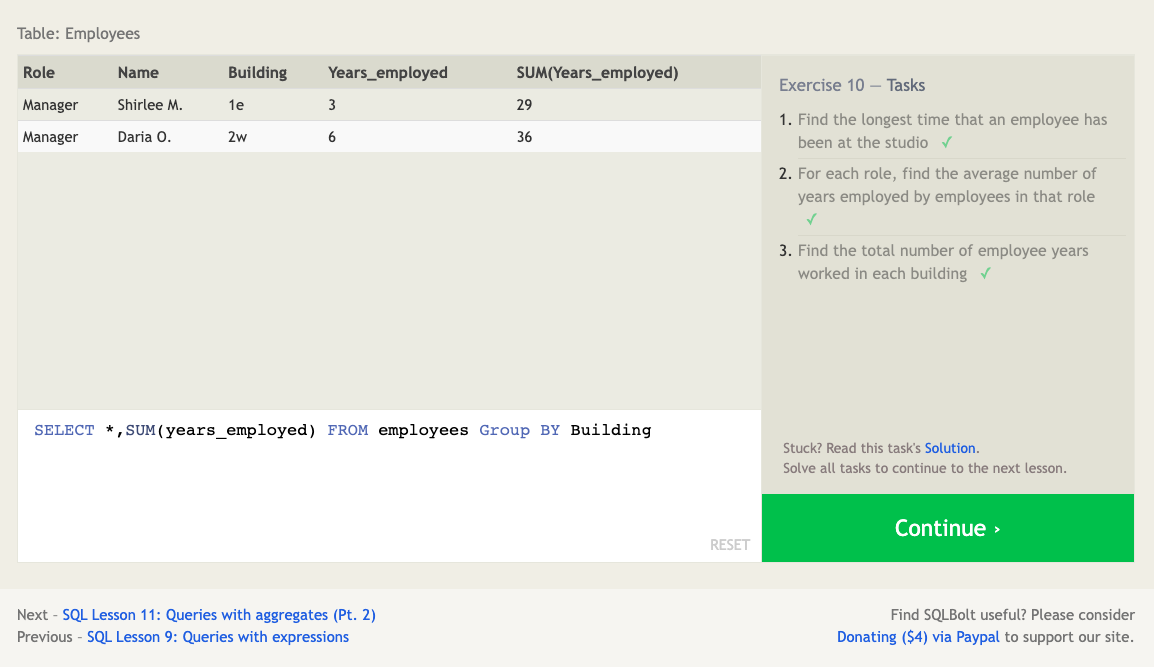 Table: Employees
Role Name Building Years_employed SUM(Years_employed)
Manager Shirlee M. 1e 3 29
Manager Daria O. 2w 6 36
SELECT *,SUM(years_employed) FROM employees Group BY Building
RESET
Exercise 10 — Tasks
1. Find the longest time that an employee has
been at the studio ✓
2. For each role, find the average number of
years employed by employees in that role
✓
3. Find the total number of employee years
worked in each building ✓
Stuck? Read this task's Solution.
Solve all tasks to continue to the next lesson.
Continue ›
Next – SQL Lesson 11: Queries with aggregates (Pt. 2)
Previous – SQL Lesson 9: Queries with expressions
Find SQLBolt useful? Please consider
Donating ($4) via Paypal to support our site.